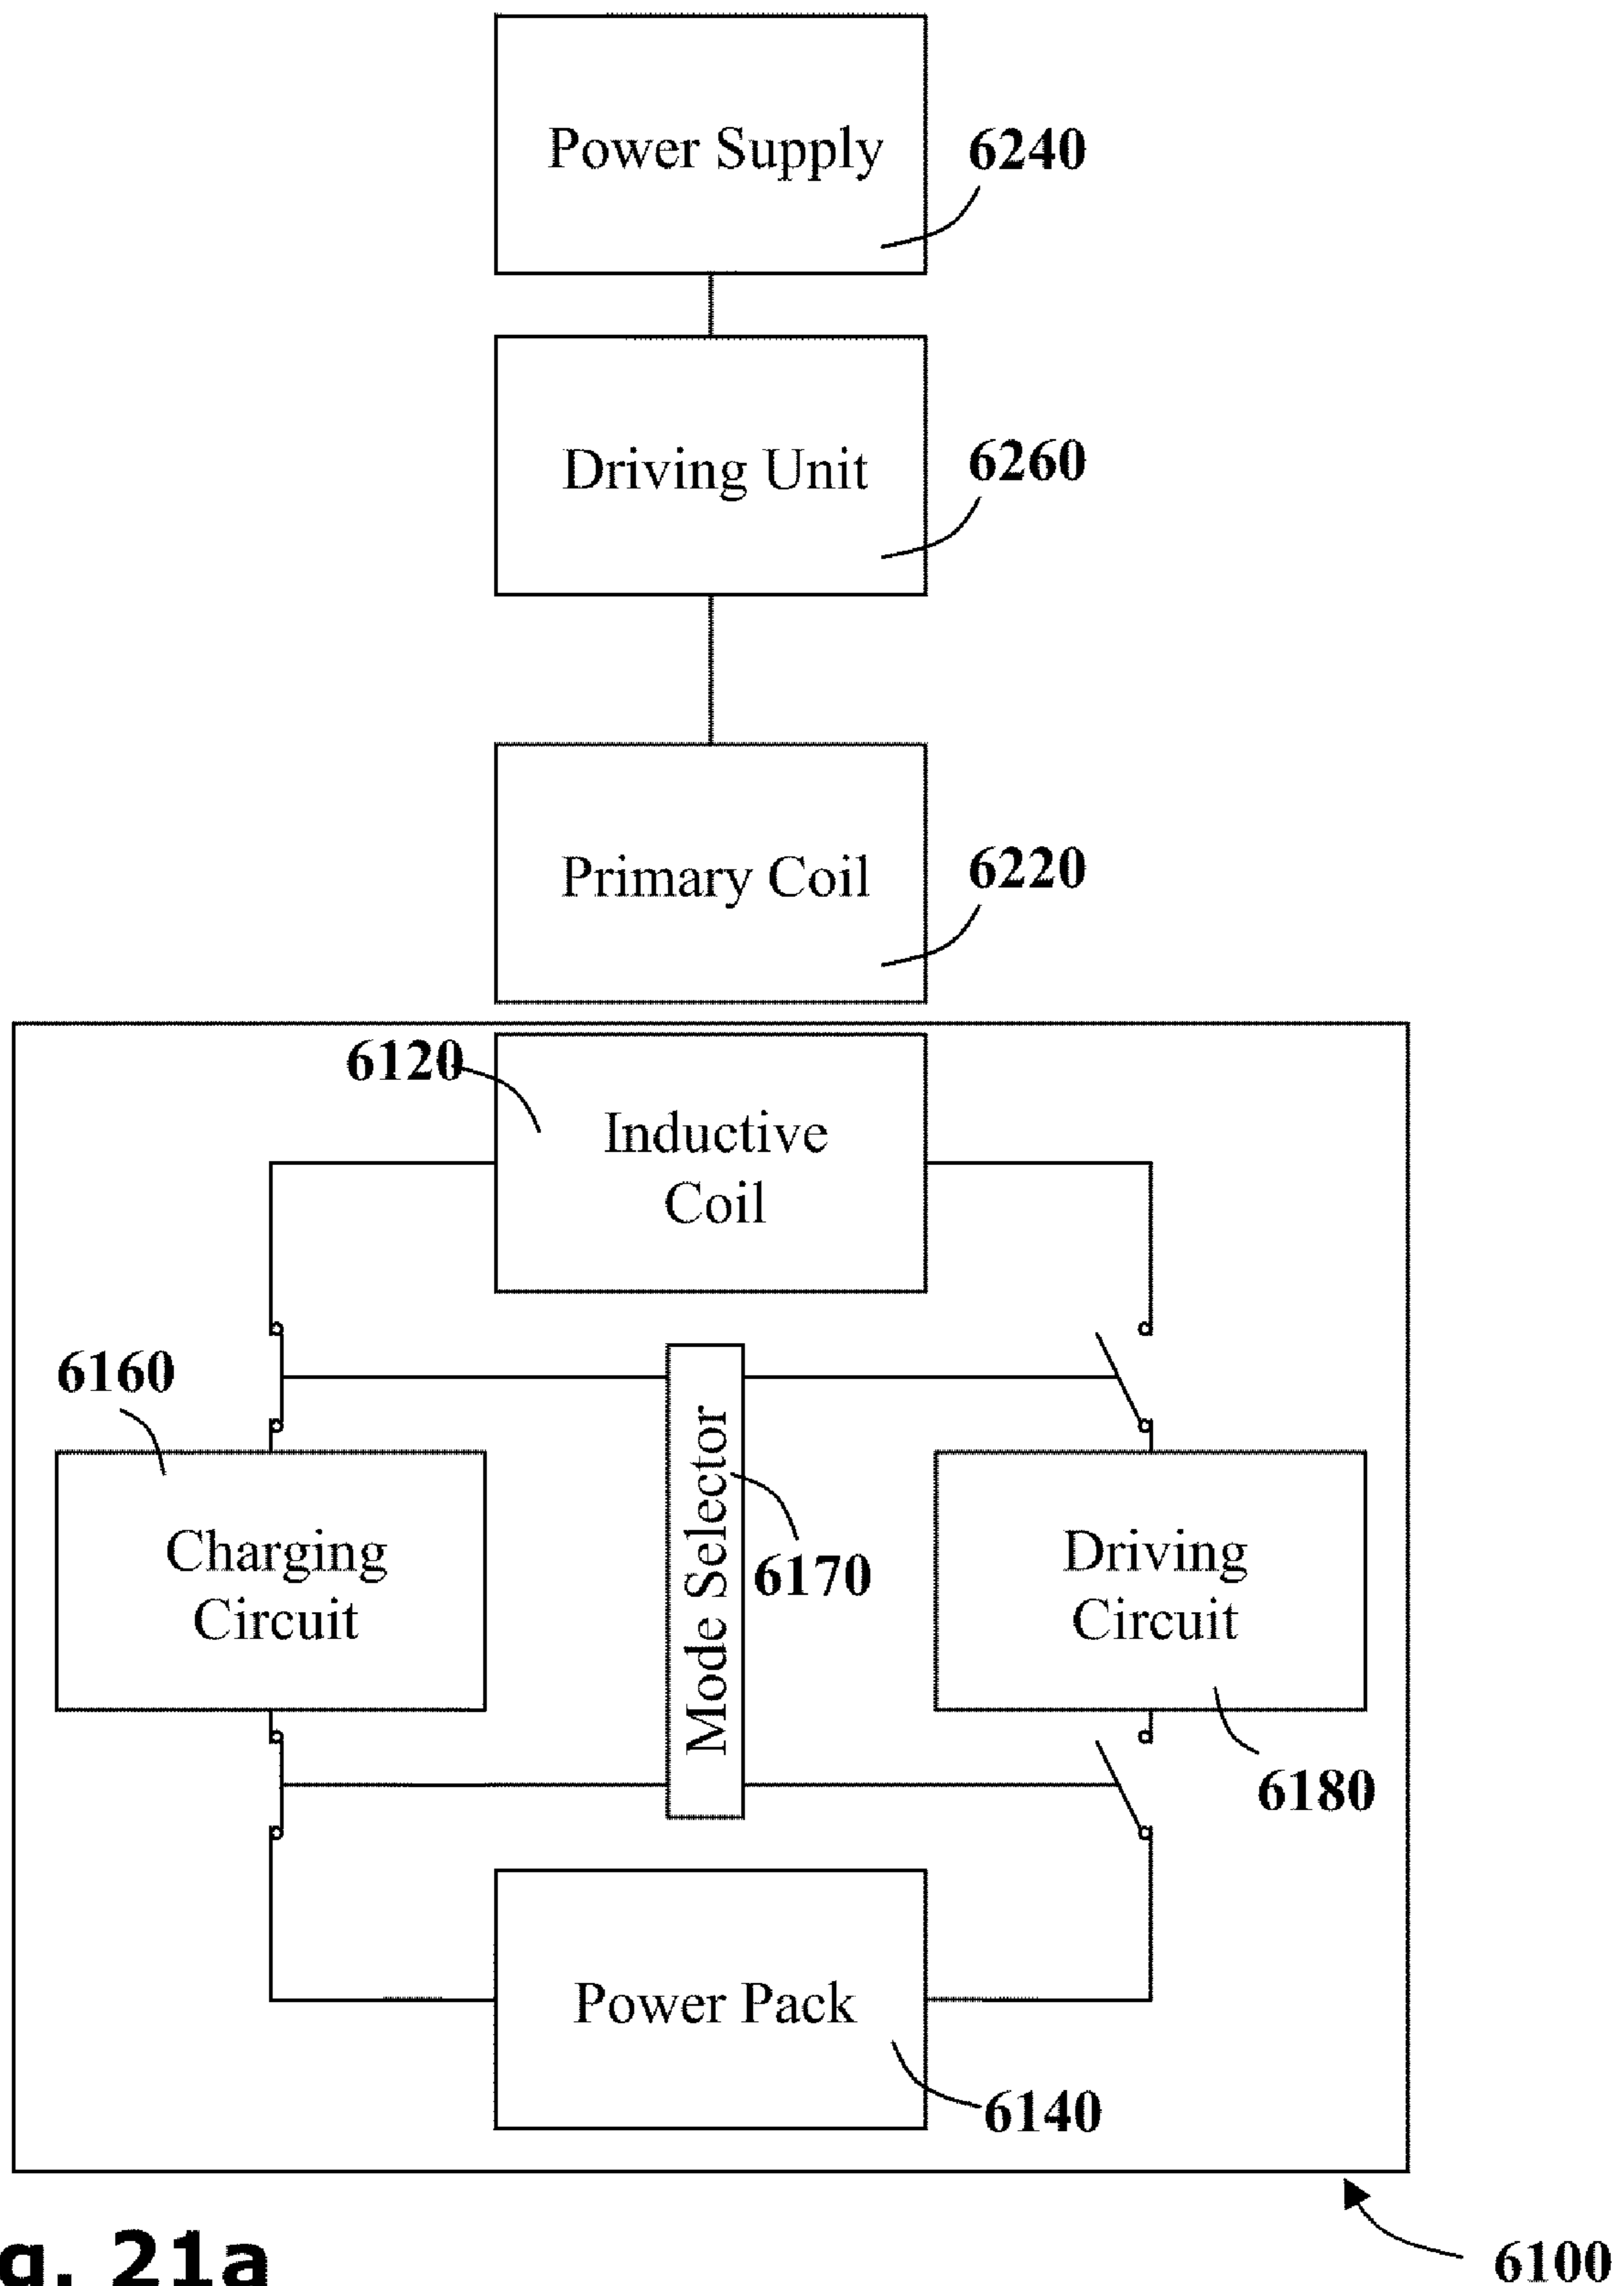 Power Supply
6240
Driving Unit
6260
Primary Coil
6220
6120
Inductive
Coil
6160
Charging
Circuit
Mode Selector
6170
Driving
Circuit
6180
Power Pack
6140
g. 21a
6100